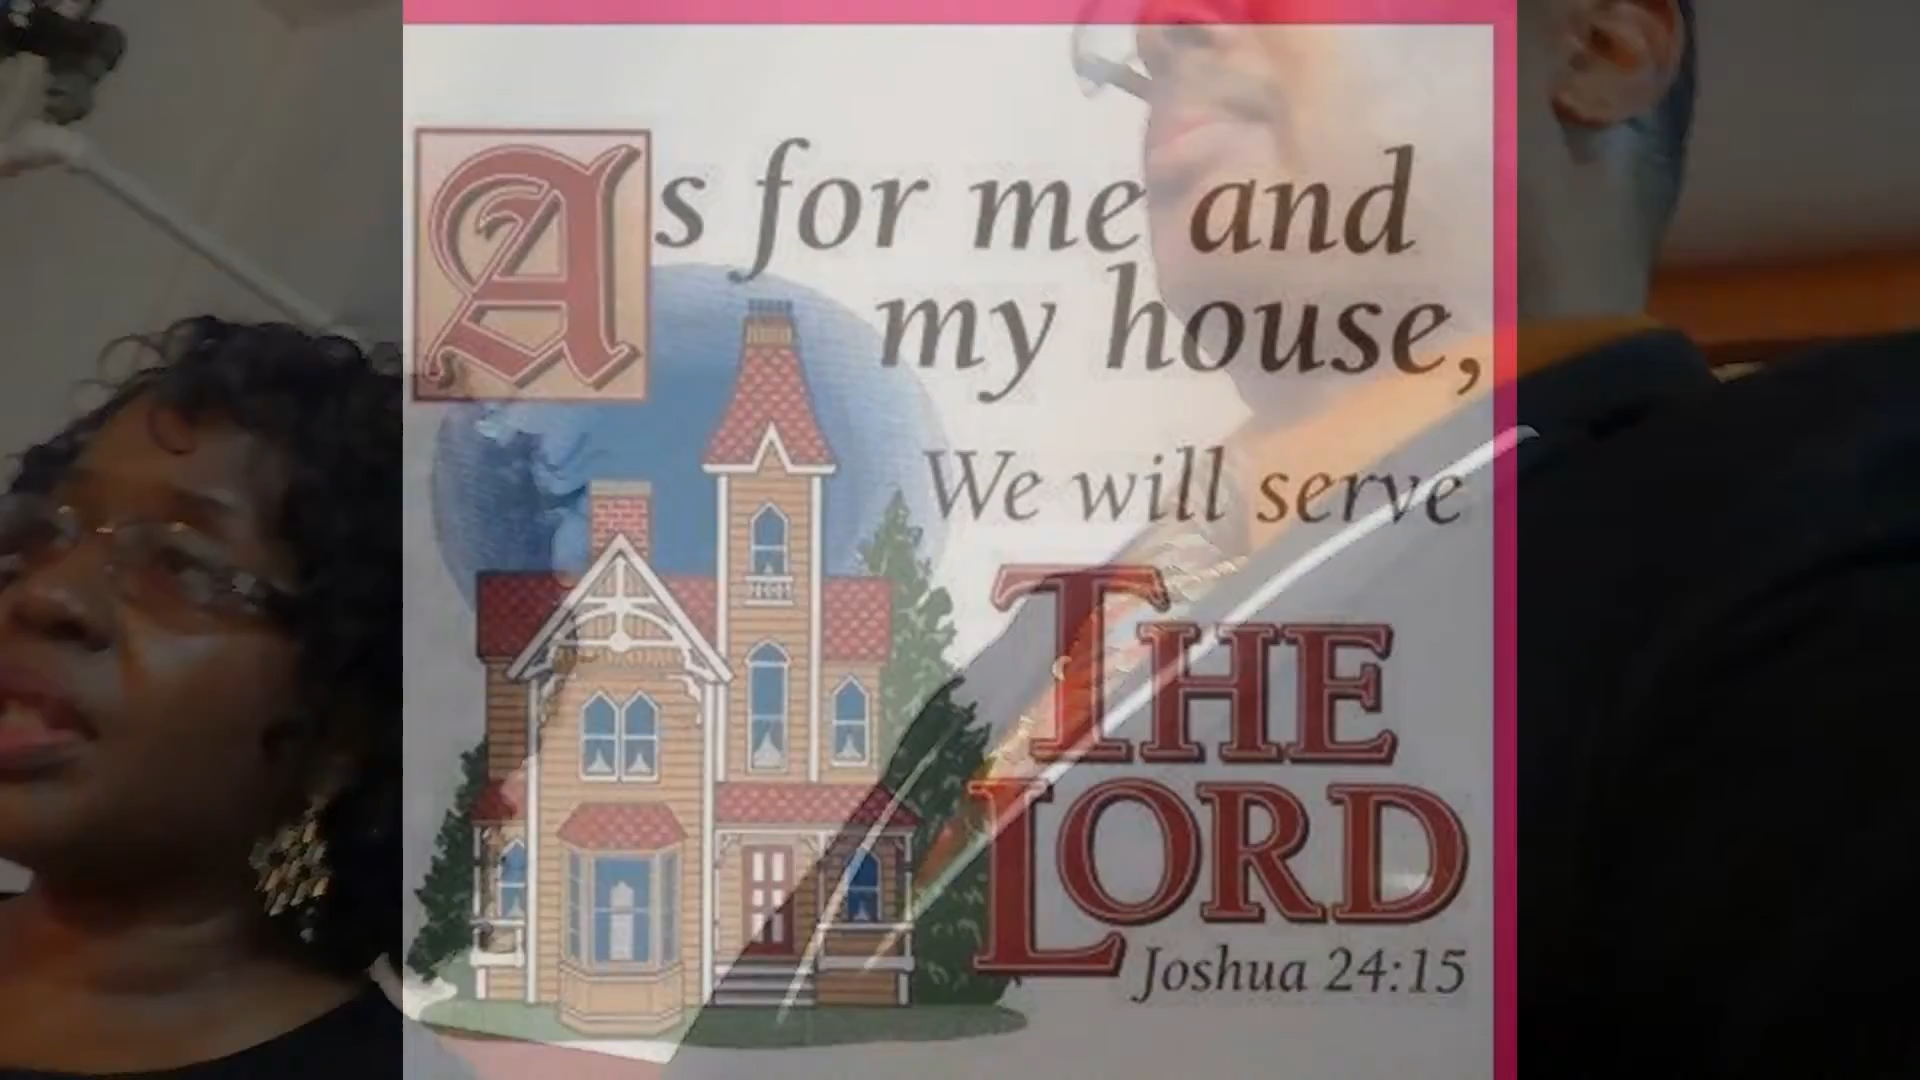 As for me and
my house,
We will serve
THE
LORD
Joshua 24:15